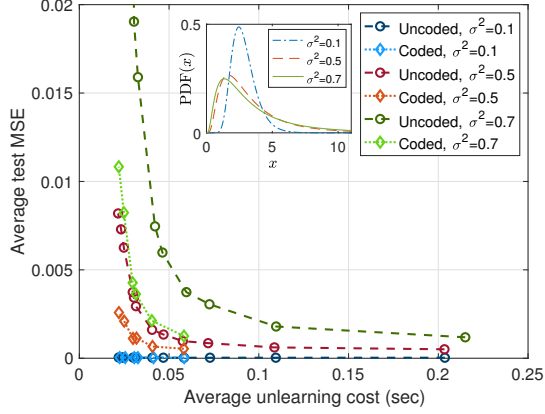 0.02
0.015
0.01
0.005
0
Average test MSE
0
0.05
0.1
0.15
0.2
0.25
Average unlearning cost (sec)
0.5
0
PDF(x)
0
5
10
x
σ²=0.1
σ²=0.5
σ²=0.7
Uncoded, σ²=0.1
Coded, σ²=0.1
Uncoded, σ²=0.5
Coded, σ²=0.5
Uncoded, σ²=0.7
Coded, σ²=0.7